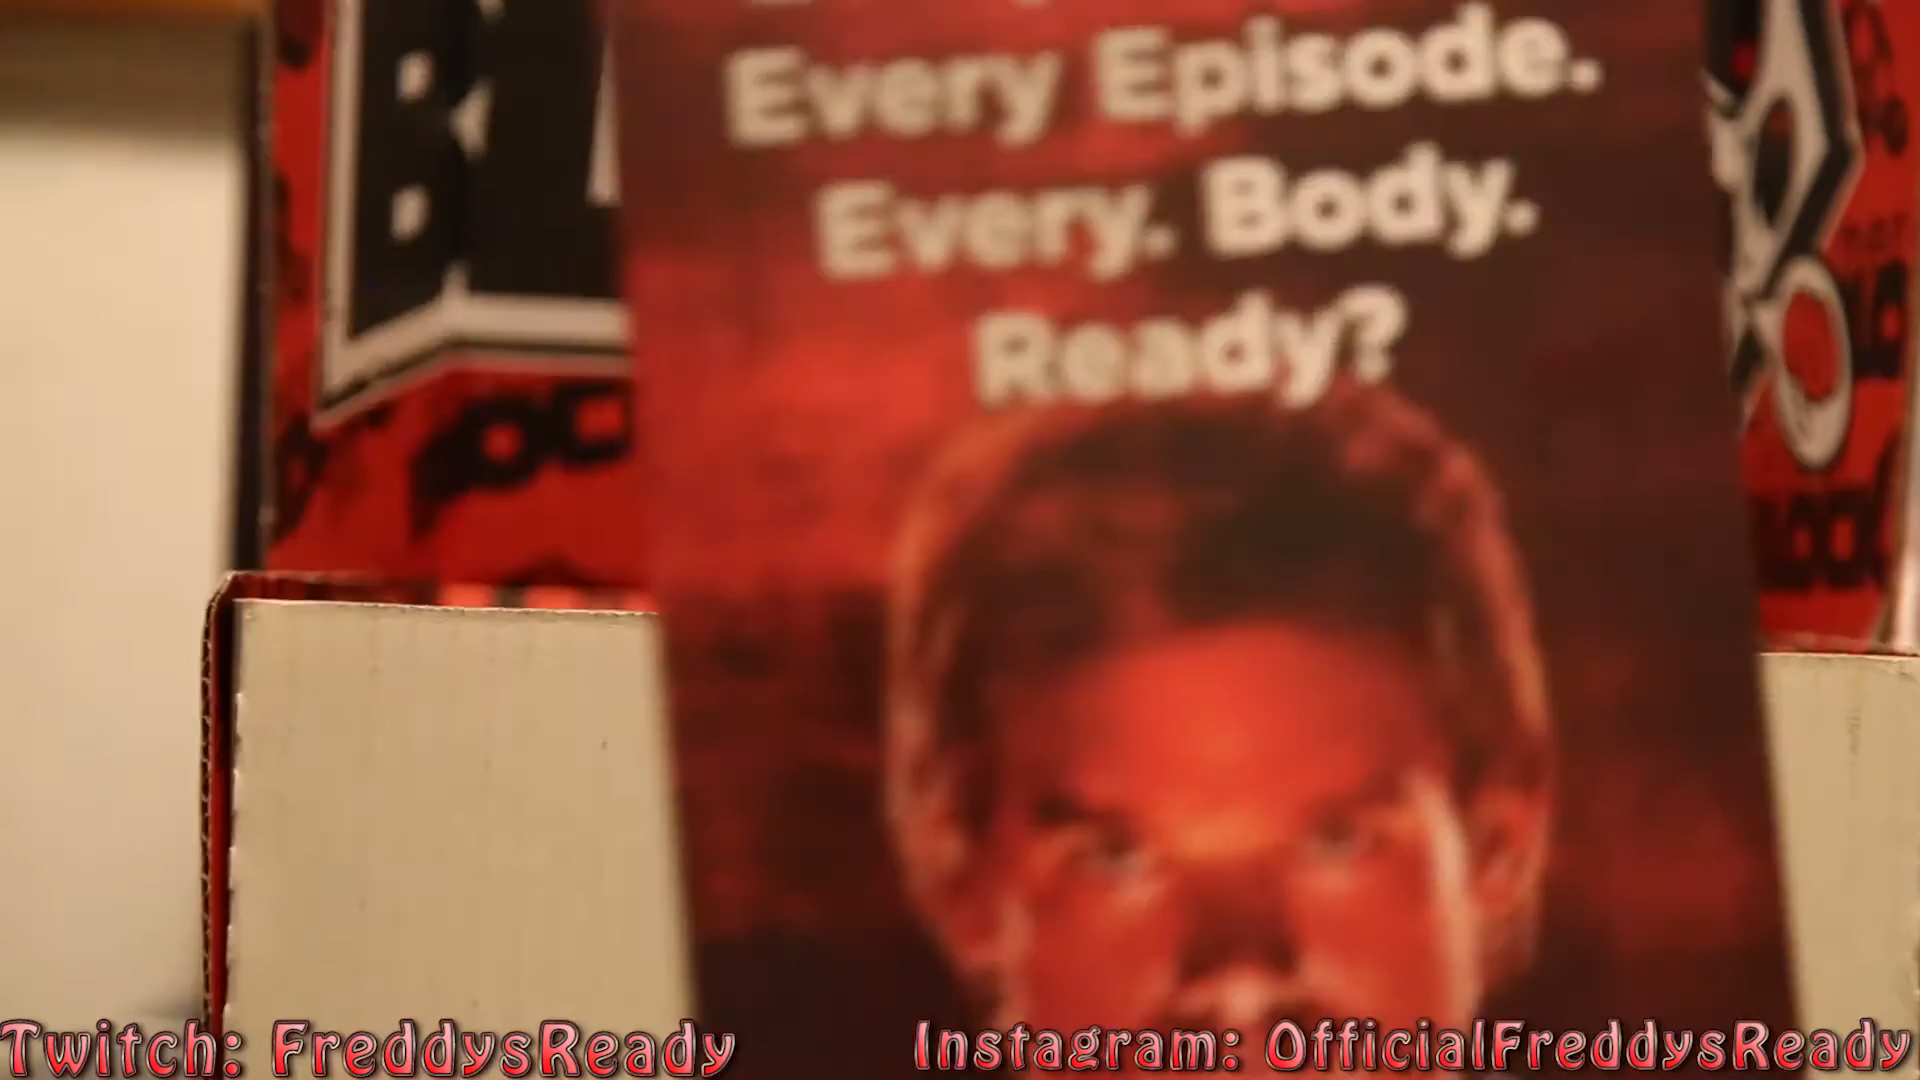 Every Episode.
Every. Body.
Ready?
Twitch: FreddysReady
Instagram: OfficialFreddysReady